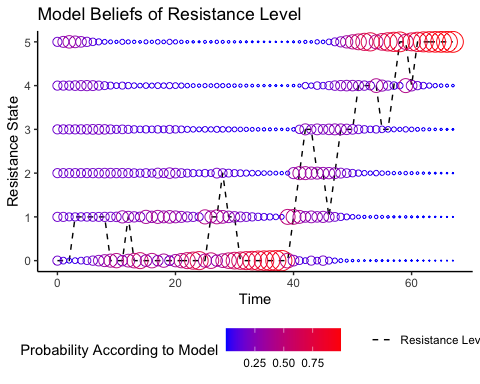 Model Beliefs of Resistance Level
5
4
3
2
1
0
Resistance State
0 20 40 60
Time
Probability According to Model
0.25 0.50 0.75
Resistance Lev